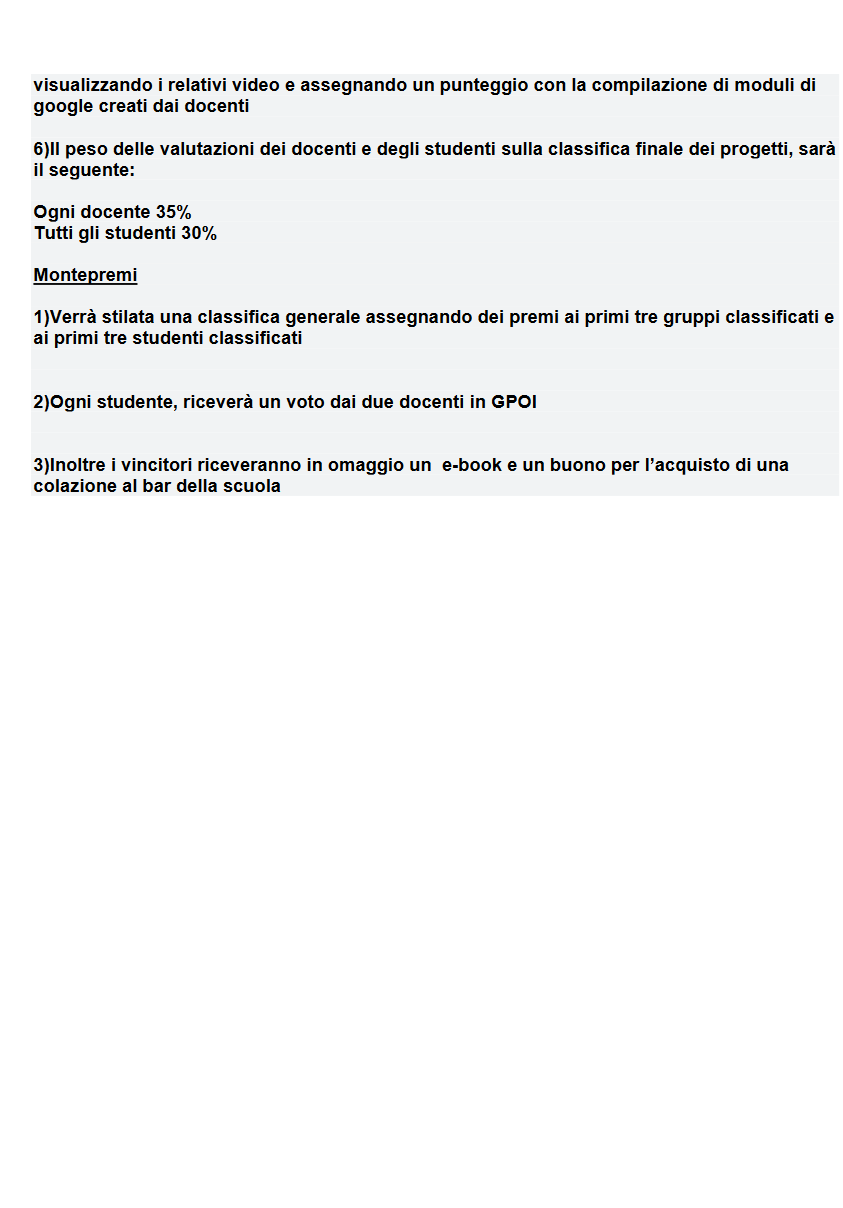 visualizzando i relativi video e assegnando un punteggio con la compilazione di moduli di
google creati dai docenti
6)Il peso delle valutazioni dei docenti e degli studenti sulla classifica finale dei progetti, sarà
il seguente:
Ogni docente 35%
Tutti gli studenti 30%
Montepremi
1)Verrà stilata una classifica generale assegnando dei premi ai primi tre gruppi classificati e
ai primi tre studenti classificati
2)Ogni studente, riceverà un voto dai due docenti in GPOI
3)Inoltre i vincitori riceveranno in omaggio un  e-book e un buono per l’acquisto di una
colazione al bar della scuola